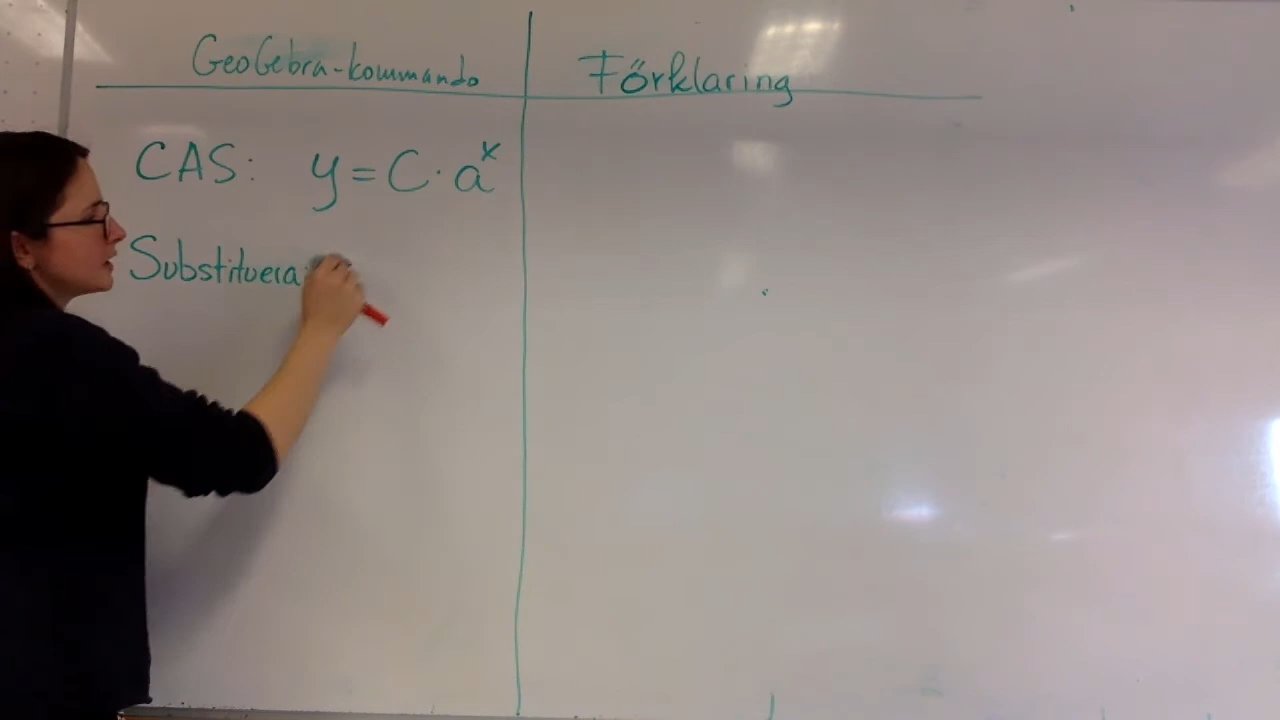 GeoGebra-kommando
Förklaring
CAS: y = C · a^x
Substituera